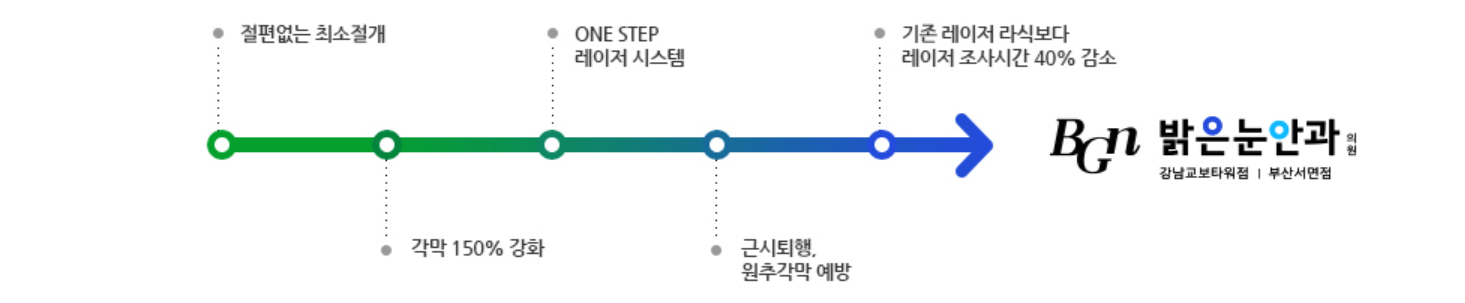 절편없는 최소절개
ONE STEP
레이저 시스템
기존 레이저 라식보다
레이저 조사시간 40% 감소
BGn 밝은눈안과 의원
강남교보타워점 | 부산서면점
각막 150% 강화
근시퇴행,
원추각막 예방